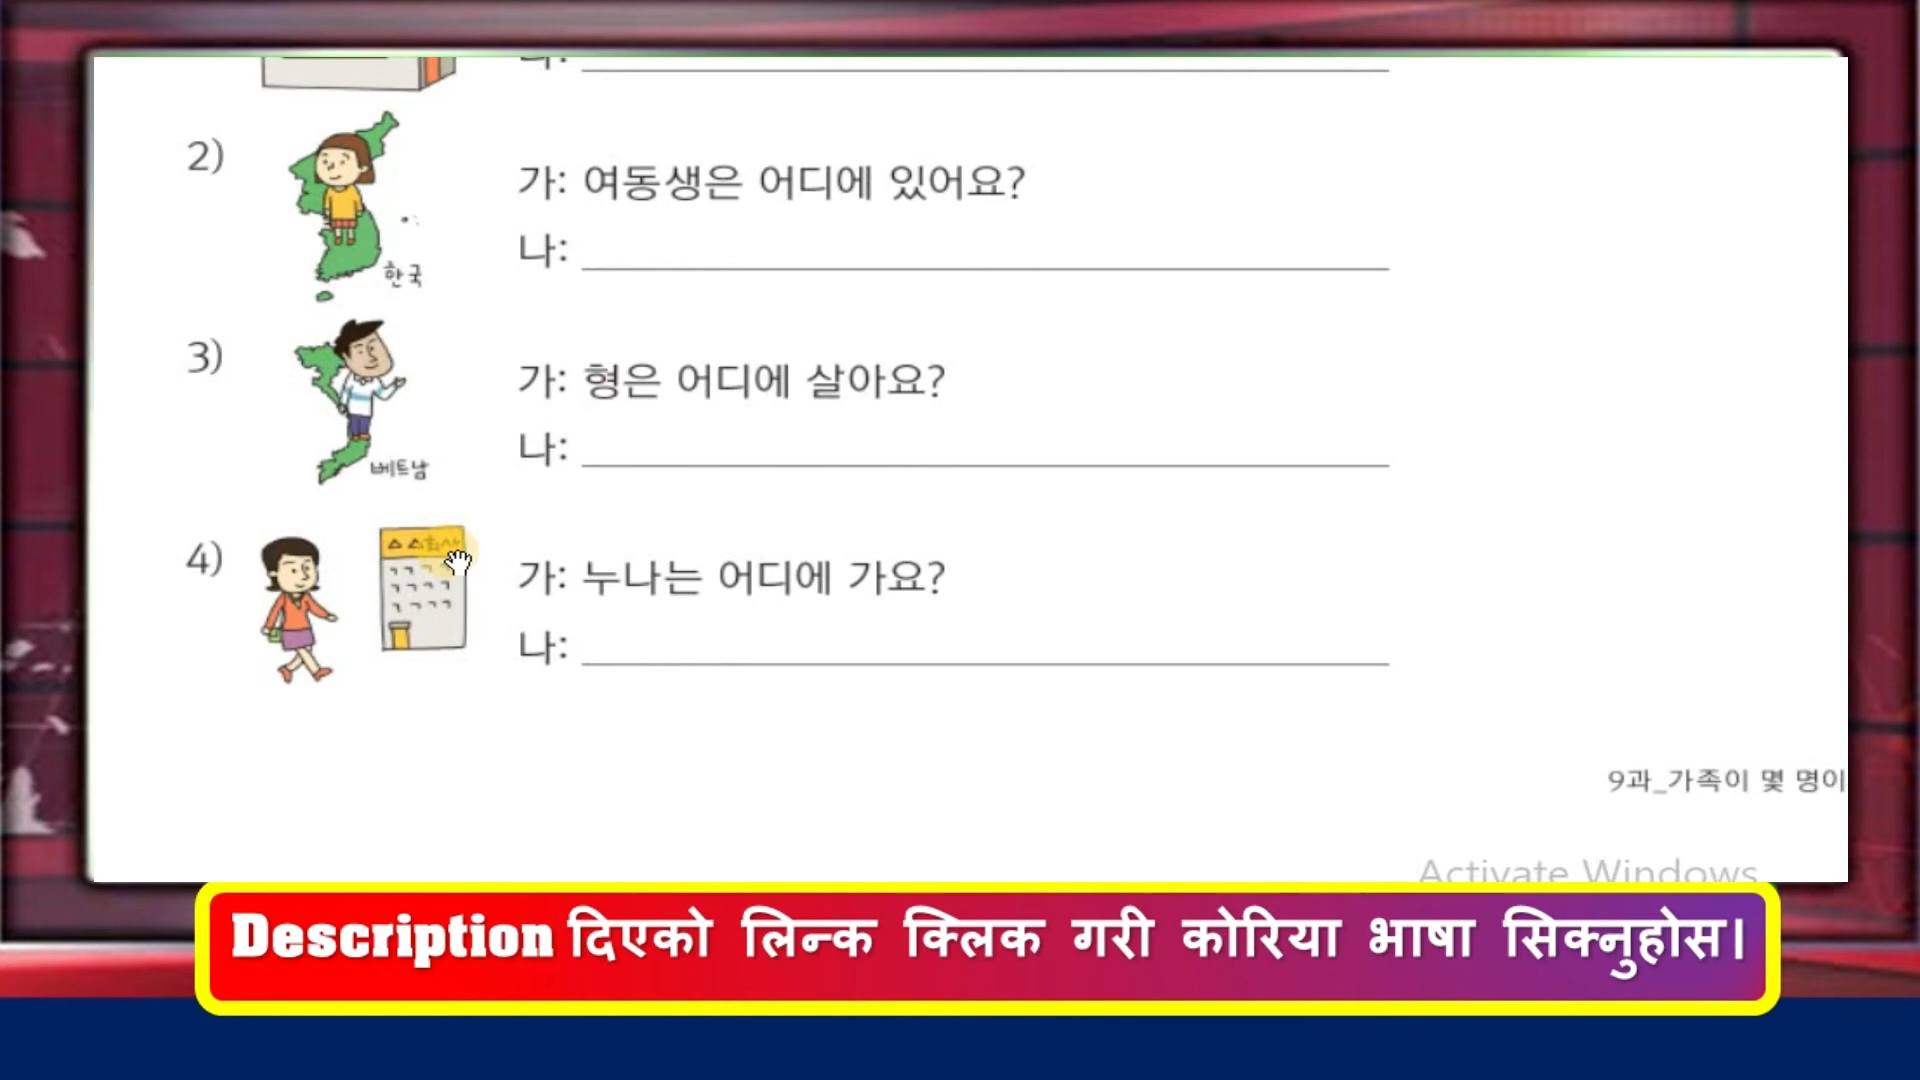 나:
2)
가: 여동생은 어디에 있어요?
나:
한국
3)
가: 형은 어디에 살아요?
나:
베트남
4)
가: 누나는 어디에 가요?
나:
9과_가족이 몇 명이
Activate Windows
Description दिएको लिन्क क्लिक गरी कोरिया भाषा सिक्नुहोस।